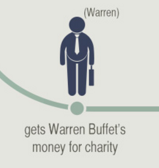 (Warren)
gets Warren Buffet's
money for charity